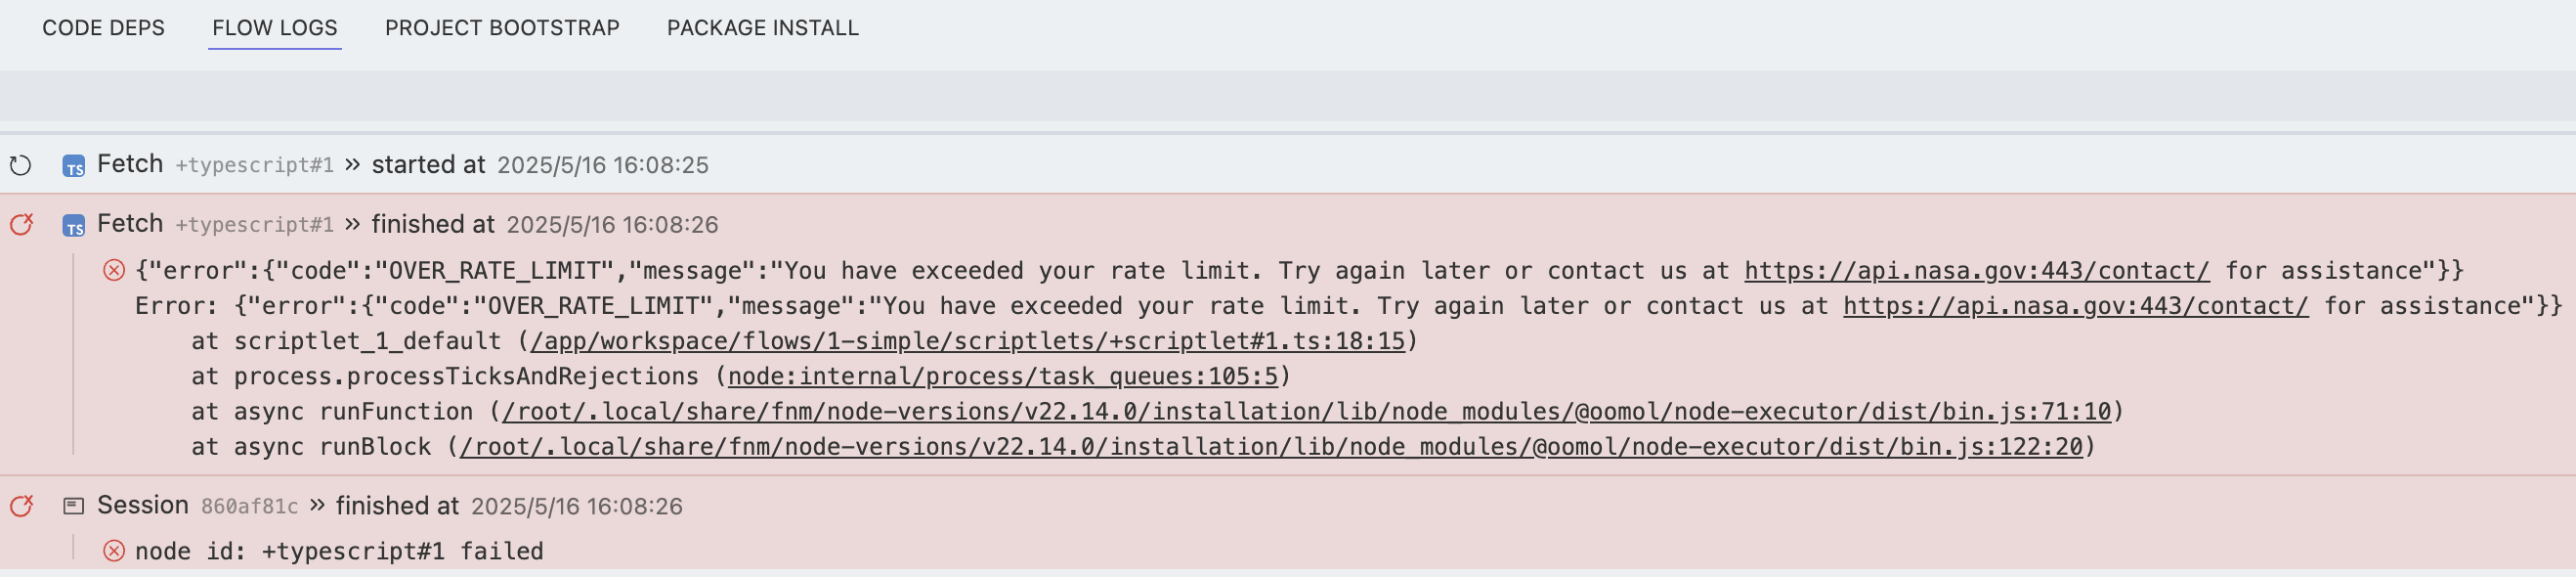 CODE DEPS FLOW LOGS PROJECT BOOTSTRAP PACKAGE INSTALL
TS Fetch +typescript#1 » started at 2025/5/16 16:08:25
TS Fetch +typescript#1 » finished at 2025/5/16 16:08:26
{"error":{"code":"OVER_RATE_LIMIT","message":"You have exceeded your rate limit. Try again later or contact us at https://api.nasa.gov:443/contact/ for assistance"}}
Error: {"error":{"code":"OVER_RATE_LIMIT","message":"You have exceeded your rate limit. Try again later or contact us at https://api.nasa.gov:443/contact/ for assistance"}}
at scriptlet_1_default (/app/workspace/flows/1-simple/scriptlets/+scriptlet#1.ts:18:15)
at process.processTicksAndRejections (node:internal/process/task_queues:105:5)
at async runFunction (/root/.local/share/fnm/node-versions/v22.14.0/installation/lib/node_modules/@oomol/node-executor/dist/bin.js:71:10)
at async runBlock (/root/.local/share/fnm/node-versions/v22.14.0/installation/lib/node_modules/@oomol/node-executor/dist/bin.js:122:20)
Session 860af81c » finished at 2025/5/16 16:08:26
node id: +typescript#1 failed